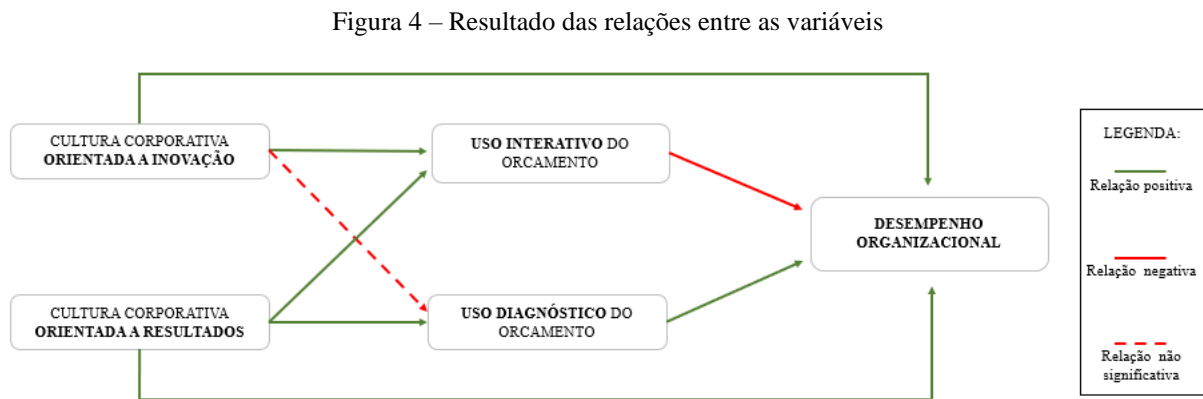 Figura 4 – Resultado das relações entre as variáveis
CULTURA CORPORATIVA
ORIENTADA A INOVAÇÃO
USO INTERATIVO DO
ORCAMENTO
LEGENDA:
Relação positiva
DESEMPENHO
ORGANIZACIONAL
Relação negativa
CULTURA CORPORATIVA
ORIENTADA A RESULTADOS
USO DIAGNÓSTICO DO
ORCAMENTO
Relação não
significativa